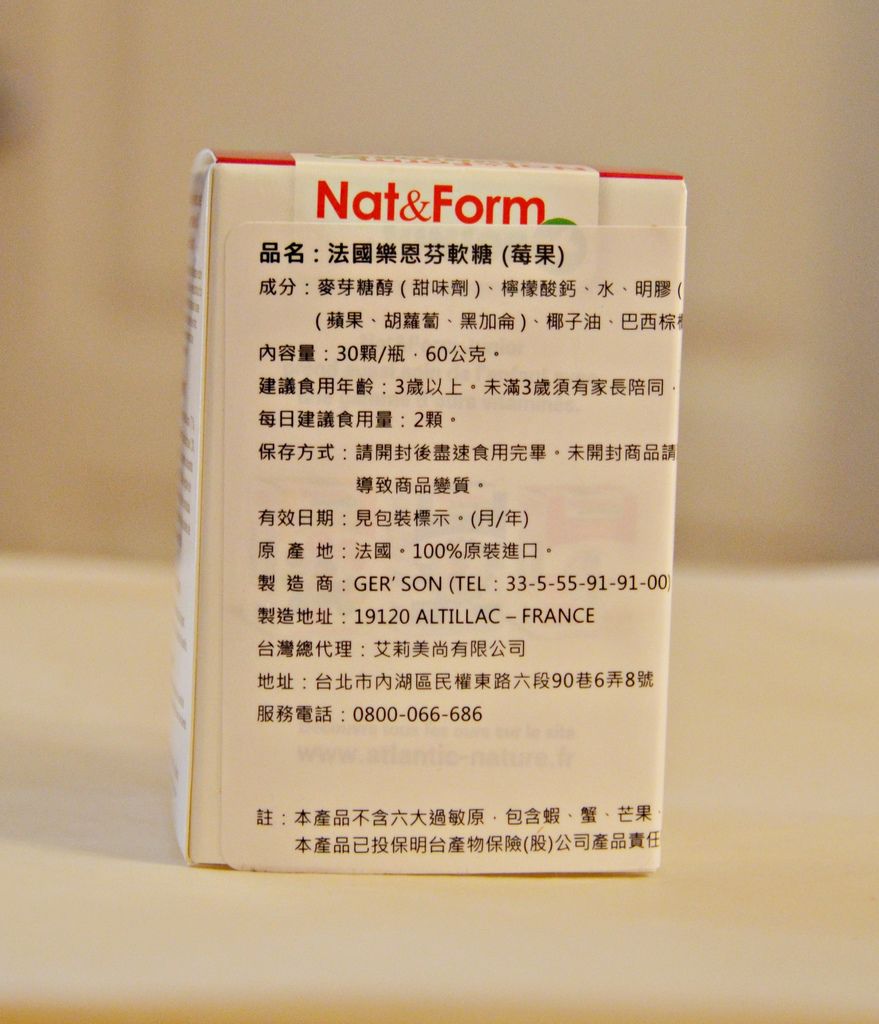 Nat&Form
品名：法國樂恩芬軟糖 (莓果)
成分：麥芽糖醇 ( 甜味劑 )、檸檬酸鈣、水、明膠 (
( 蘋果、胡蘿蔔、黑加侖 )、椰子油、巴西棕
內容量：30顆/瓶．60公克。
建議食用年齡：3歲以上。未滿3歲須有家長陪同．
每日建議食用量：2顆。
保存方式：請開封後盡速食用完畢。未開封商品請
導致商品變質。
有效日期：見包裝標示。(月/年)
原 產 地：法國。100%原裝進口。
製 造 商：GER' SON (TEL：33-5-55-91-91-00)
製造地址：19120 ALTILLAC – FRANCE
台灣總代理：艾莉美尚有限公司
地址：台北市內湖區民權東路六段90巷6弄8號
服務電話：0800-066-686
www.atlantic-nature.fr
註：本產品不含六大過敏原．包含蝦、蟹、芒果、
本產品已投保明台產物保險(股)公司產品責任